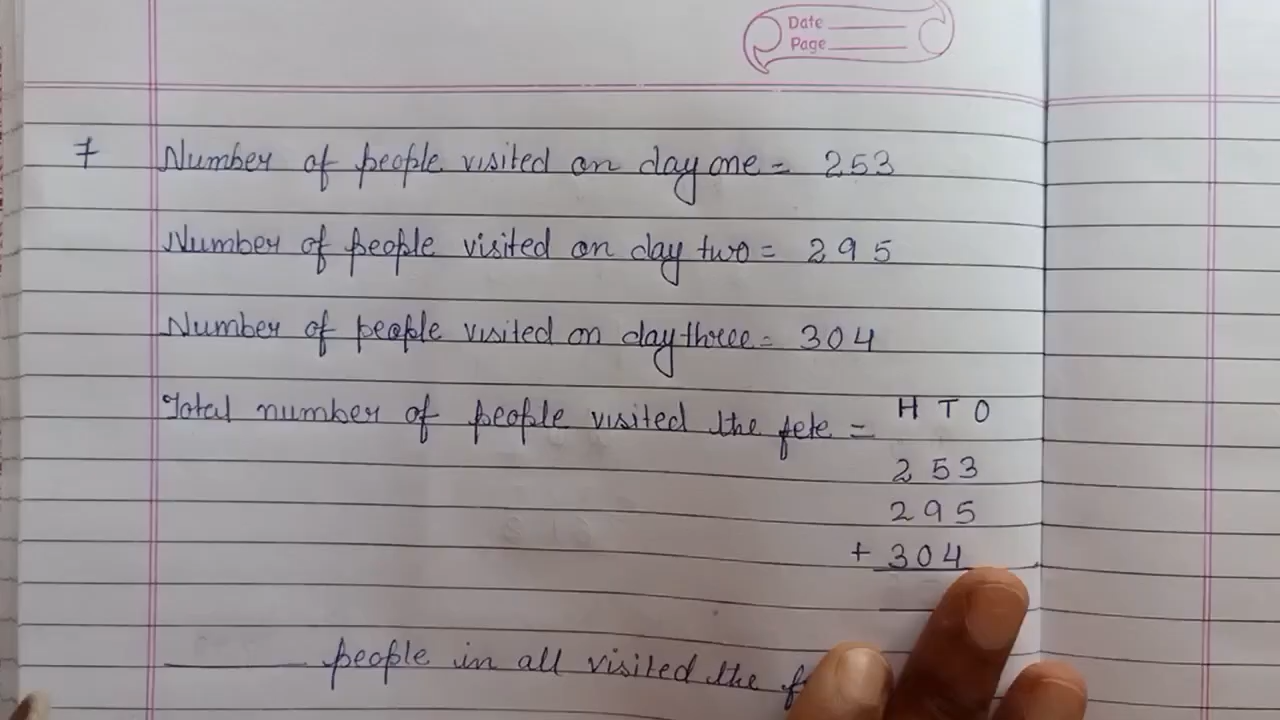 Date
Page
7 Number of people visited on day one = 253
Number of people visited on day two = 295
Number of people visited on day three = 304
Total number of people visited the fete =
H T O
253
295
+ 304
people in all visited the